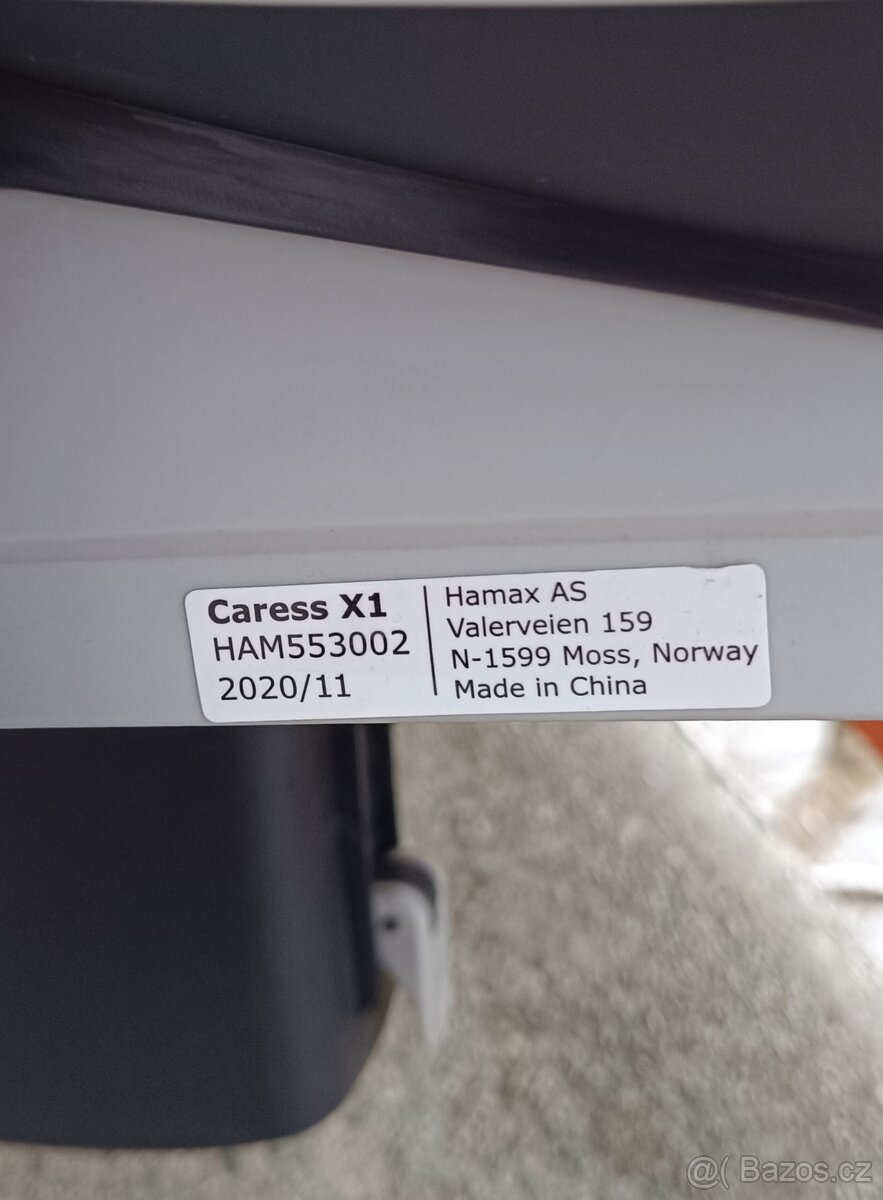 Caress X1
HAM553002
2020/11
Hamax AS
Valerveien 159
N-1599 Moss, Norway
Made in China
@( Bazos.cz